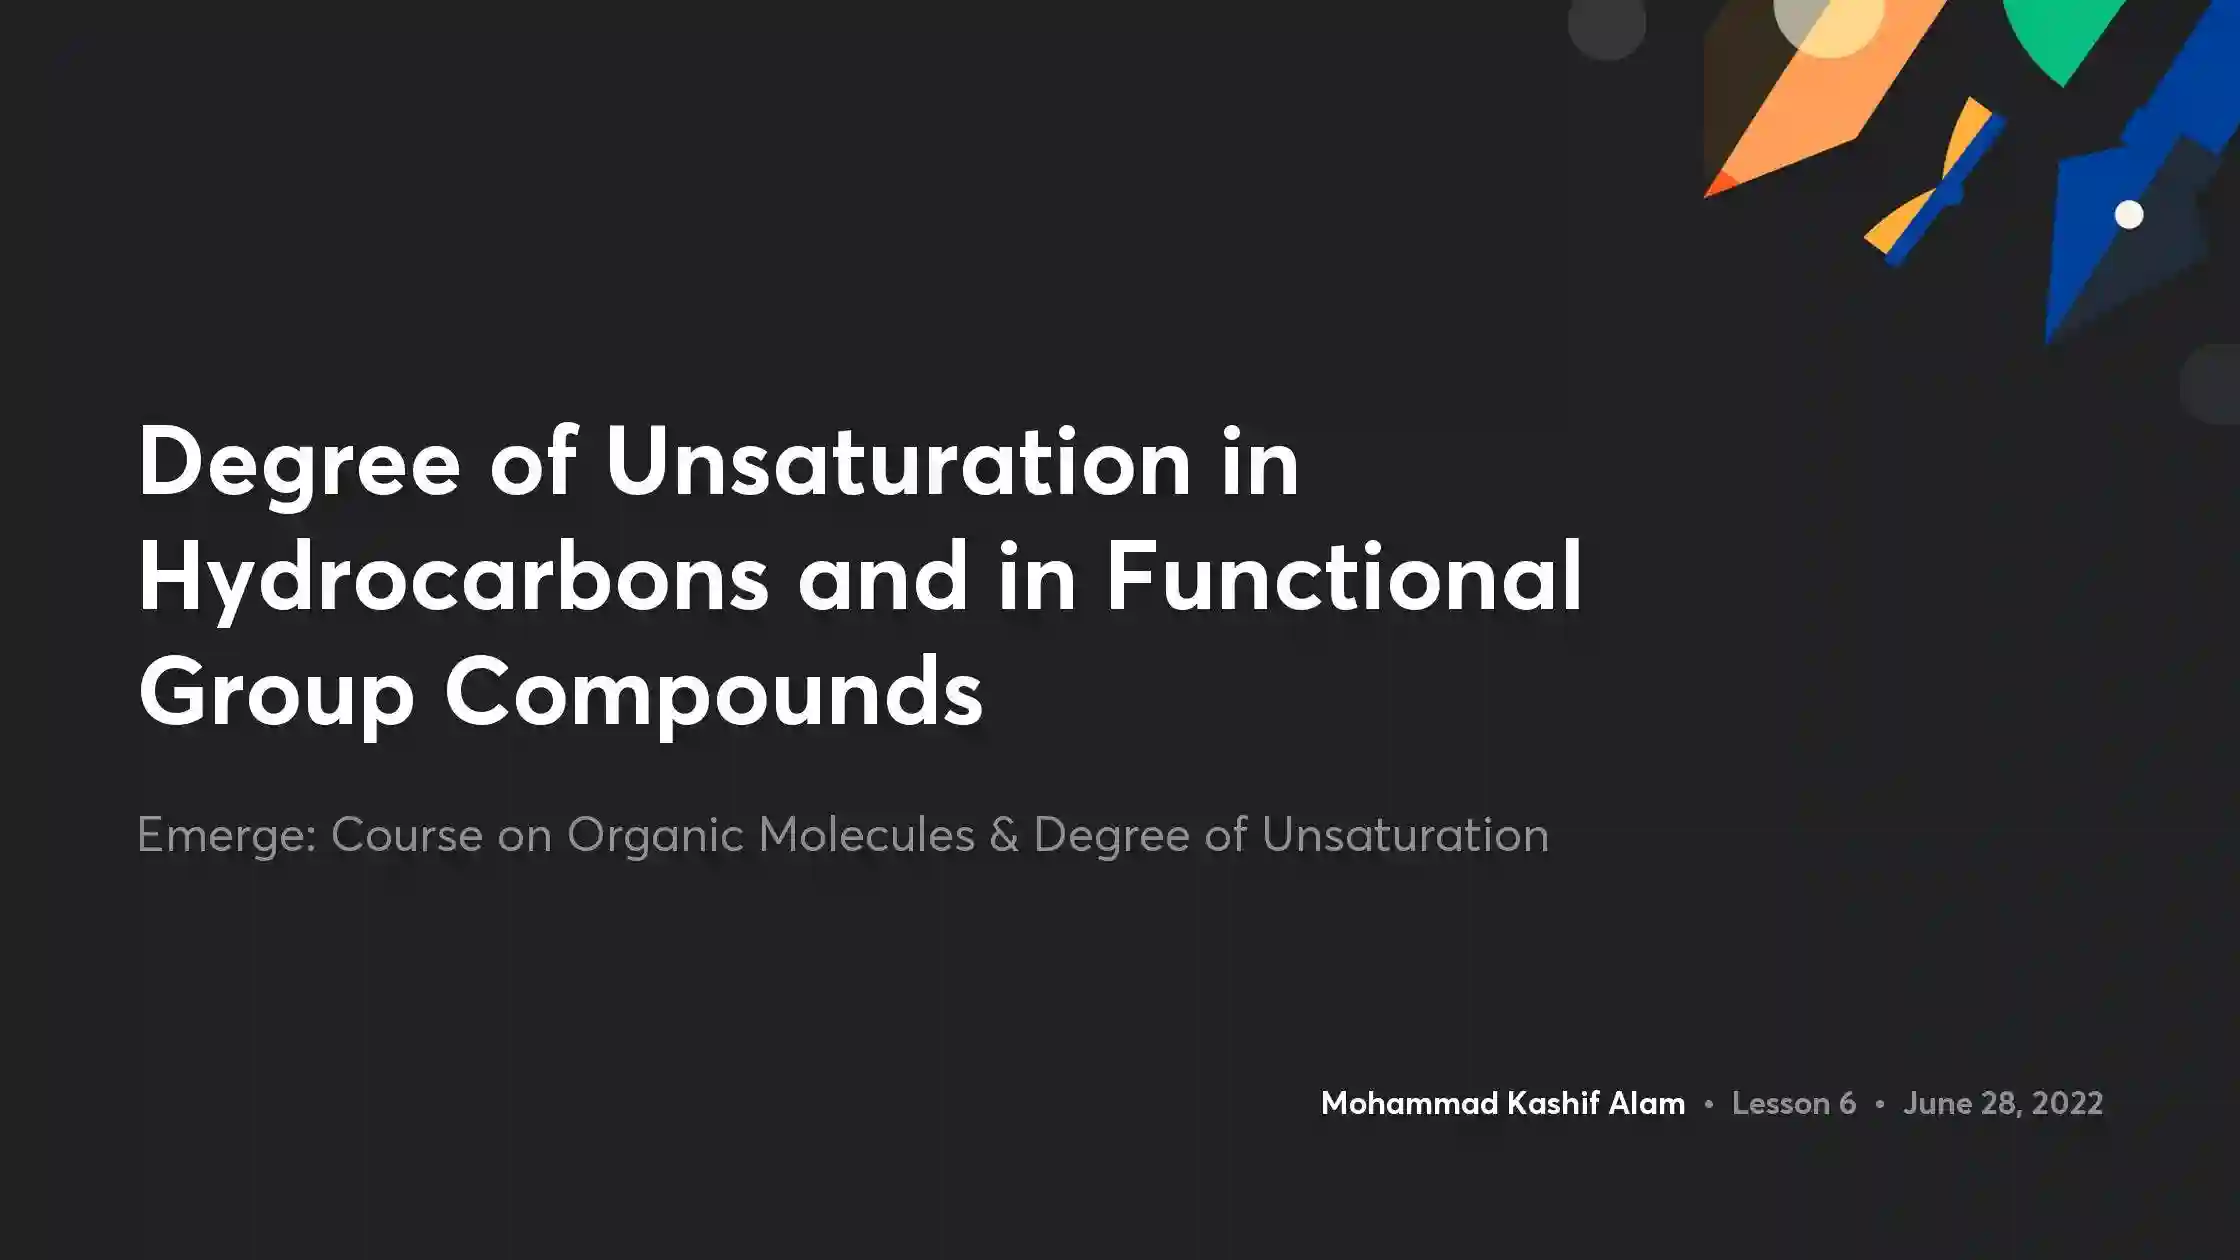 Degree of Unsaturation in
Hydrocarbons and in Functional
Group Compounds
Emerge: Course on Organic Molecules & Degree of Unsaturation
Mohammad Kashif Alam • Lesson 6 • June 28, 2022